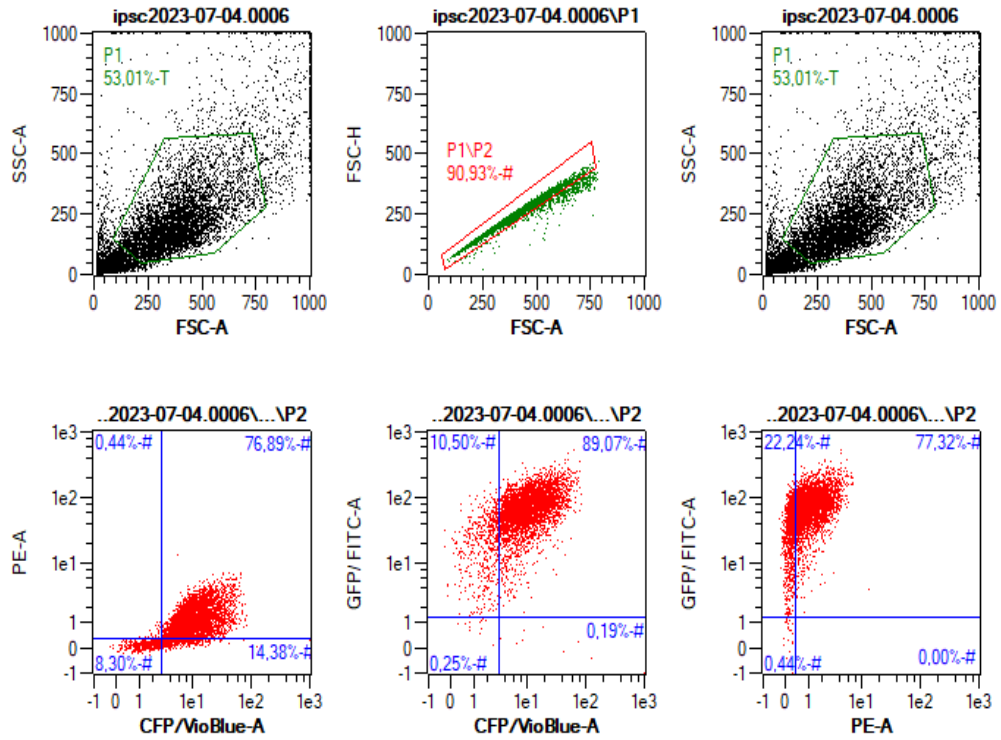 ipsc2023-07-04.0006
P1
53,01%-T
1000
750
500
250
0
SSC-A
0 250 500 750 1000
FSC-A
ipsc2023-07-04.0006\P1
P1\P2
90,93%-#
1000
750
500
250
0
FSC-H
0 250 500 750 1000
FSC-A
ipsc2023-07-04.0006
P1
53,01%-T
1000
750
500
250
0
SSC-A
0 250 500 750 1000
FSC-A
..2023-07-04.0006\...\P2
0,44%-# 76,89%-#
8,30%-# 14,38%-#
1e3
1e2
1e1
1
0
-1
PE-A
-1 0 1 1e1 1e2 1e3
CFP/VioBlue-A
..2023-07-04.0006\...\P2
10,50%-# 89,07%-#
0,25%-# 0,19%-#
1e3
1e2
1e1
1
0
-1
GFP/ FITC-A
-1 0 1 1e1 1e2 1e3
CFP/VioBlue-A
..2023-07-04.0006\...\P2
22,24%-# 77,32%-#
0,44%-# 0,00%-#
1e3
1e2
1e1
1
0
-1
GFP/ FITC-A
-1 0 1 1e1 1e2 1e3
PE-A